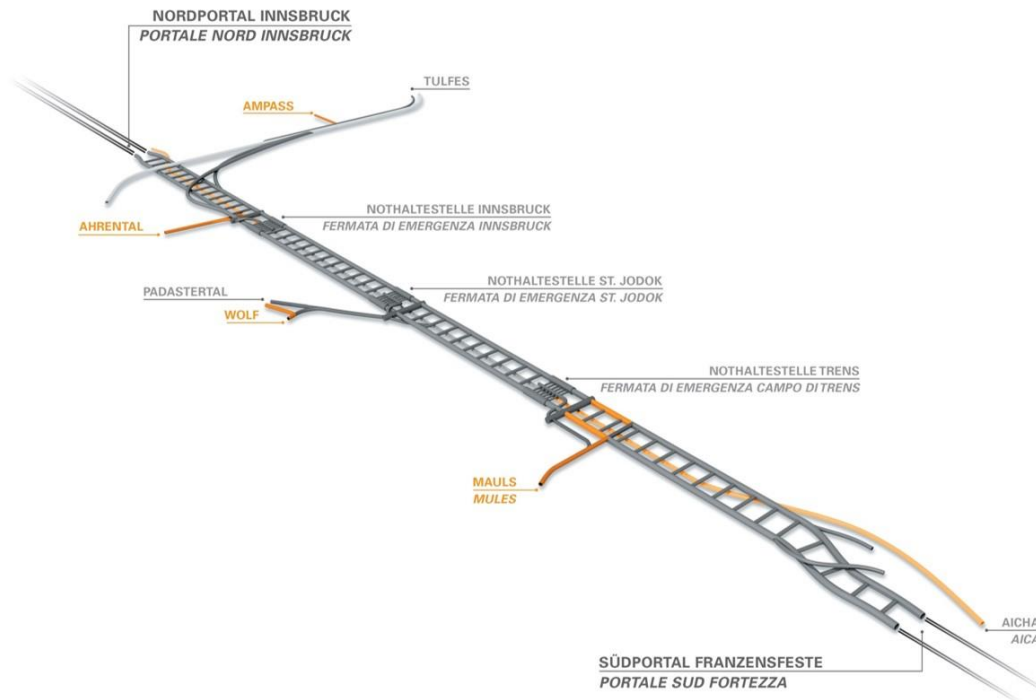 NORDPORTAL INNSBRUCK
PORTALE NORD INNSBRUCK
TULFES
AMPASS
NOTHALTESTELLE INNSBRUCK
FERMATA DI EMERGENZA INNSBRUCK
AHRENTAL
NOTHALTESTELLE ST. JODOK
FERMATA DI EMERGENZA ST. JODOK
PADASTERTAL
WOLF
NOTHALTESTELLE TRENS
FERMATA DI EMERGENZA CAMPO DI TRENS
MAULS
MULES
AICHA
AICA
SÜDPORTAL FRANZENSFESTE
PORTALE SUD FORTEZZA